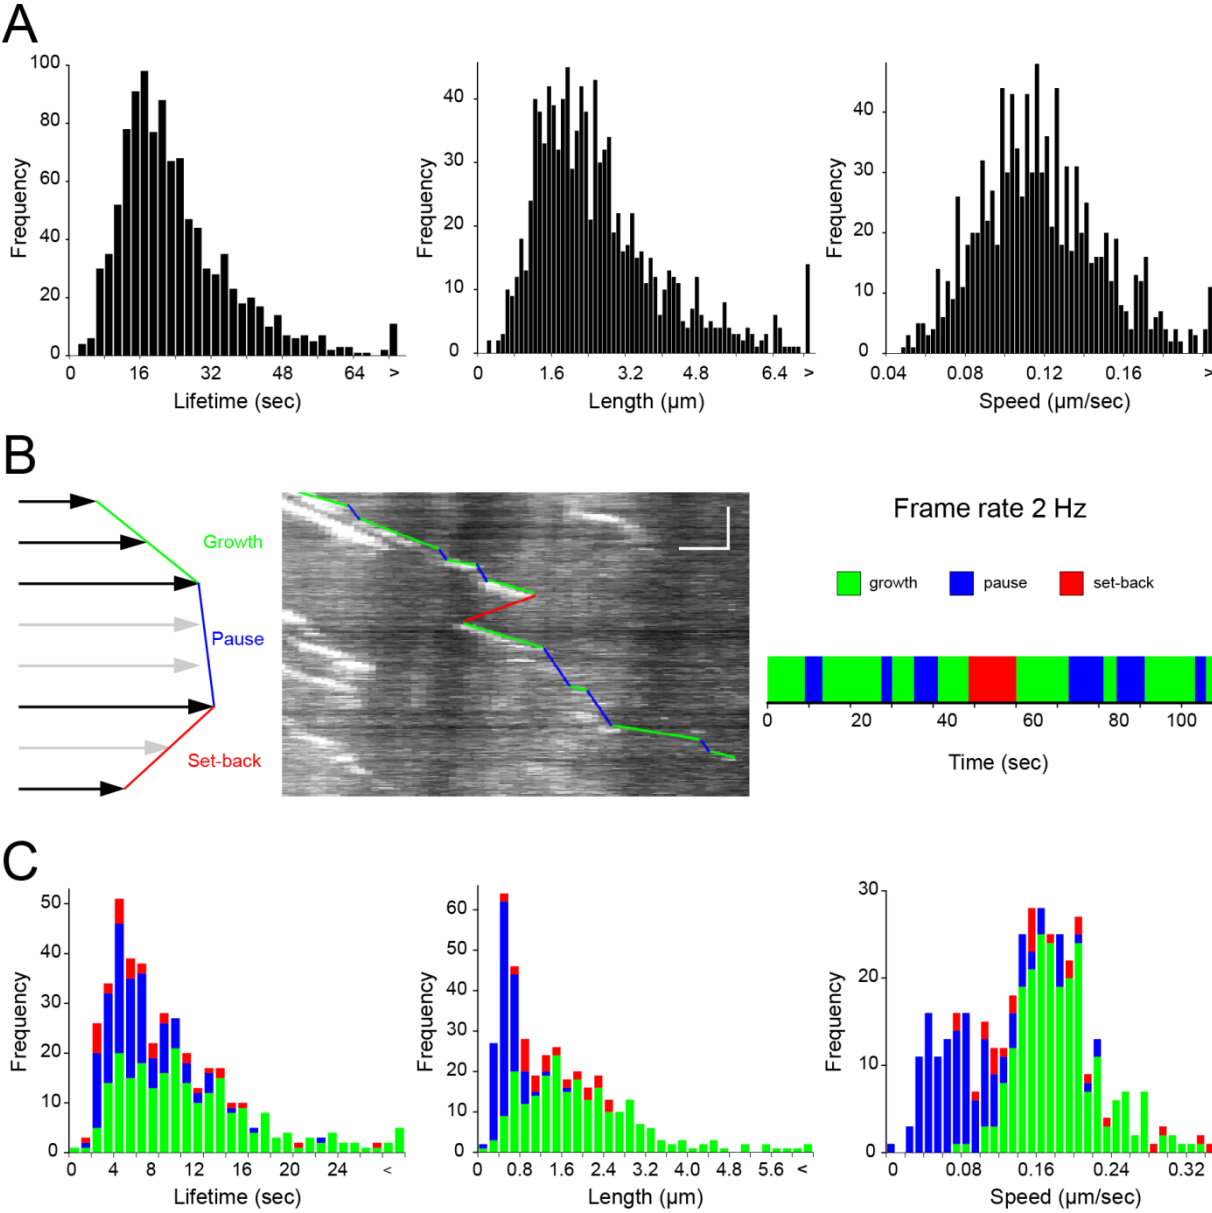 A
100
80
60
40
20
0
Frequency
0 16 32 48 64 >
Lifetime (sec)
40
30
20
10
0
Frequency
0 1.6 3.2 4.8 6.4 >
Length (µm)
40
30
20
10
0
Frequency
0.04 0.08 0.12 0.16 >
Speed (µm/sec)
B
Growth
Pause
Set-back
Frame rate 2 Hz
growth pause set-back
0 20 40 60 80 100
Time (sec)
C
50
40
30
20
10
0
Frequency
0 4 8 12 16 20 24 <
Lifetime (sec)
60
50
40
30
20
10
0
Frequency
0 0.8 1.6 2.4 3.2 4.0 4.8 5.6 <
Length (µm)
30
20
10
0
Frequency
0 0.08 0.16 0.24 0.32
Speed (µm/sec)